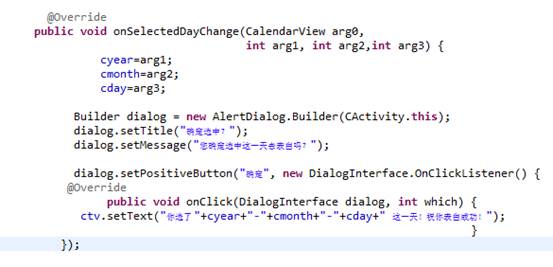 @Override
public void onSelectedDayChange(CalendarView arg0,
int arg1, int arg2,int arg3) {
cyear=arg1;
cmonth=arg2;
cday=arg3;
Builder dialog = new AlertDialog.Builder(CActivity.this);
dialog.setTitle("确定选中?");
dialog.setMessage("您确定选中这一天去表白吗?");
dialog.setPositiveButton("确定", new DialogInterface.OnClickListener() {
@Override
public void onClick(DialogInterface dialog, int which) {
ctv.setText("你选了"+cyear+"-"+cmonth+"-"+cday+" 这一天!祝你表白成功!");
}
});